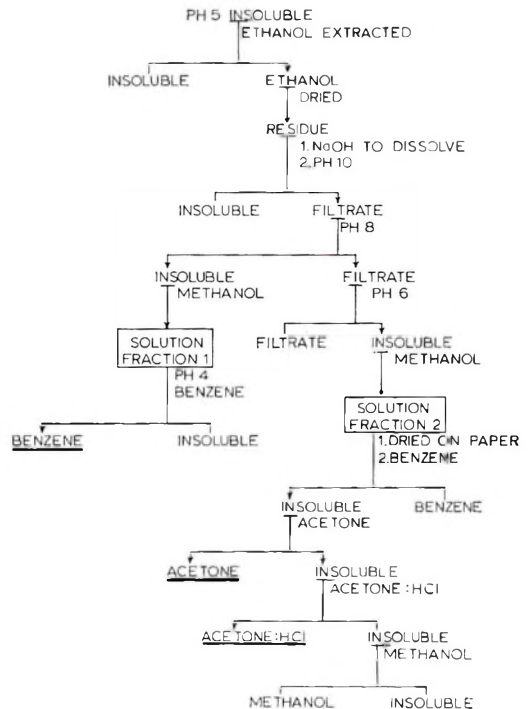 PH 5 INSOLUBLE
ETHANOL EXTRACTED
INSOLUBLE
ETHANOL
DRIED
RESIDUE
1. NaOH TO DISSOLVE
2. PH 10
INSOLUBLE
FILTRATE
PH 8
INSOLUBLE
METHANOL
FILTRATE
PH 6
SOLUTION
FRACTION 1
PH 4
BENZENE
FILTRATE
INSOLUBLE
METHANOL
BENZENE
INSOLUBLE
SOLUTION
FRACTION 2
1. DRIED ON PAPER
2. BENZENE
INSOLUBLE
ACETONE
BENZENE
ACETONE
INSOLUBLE
ACETONE : HCl
ACETONE : HCl
INSOLUBLE
METHANOL
METHANOL
INSOLUBLE